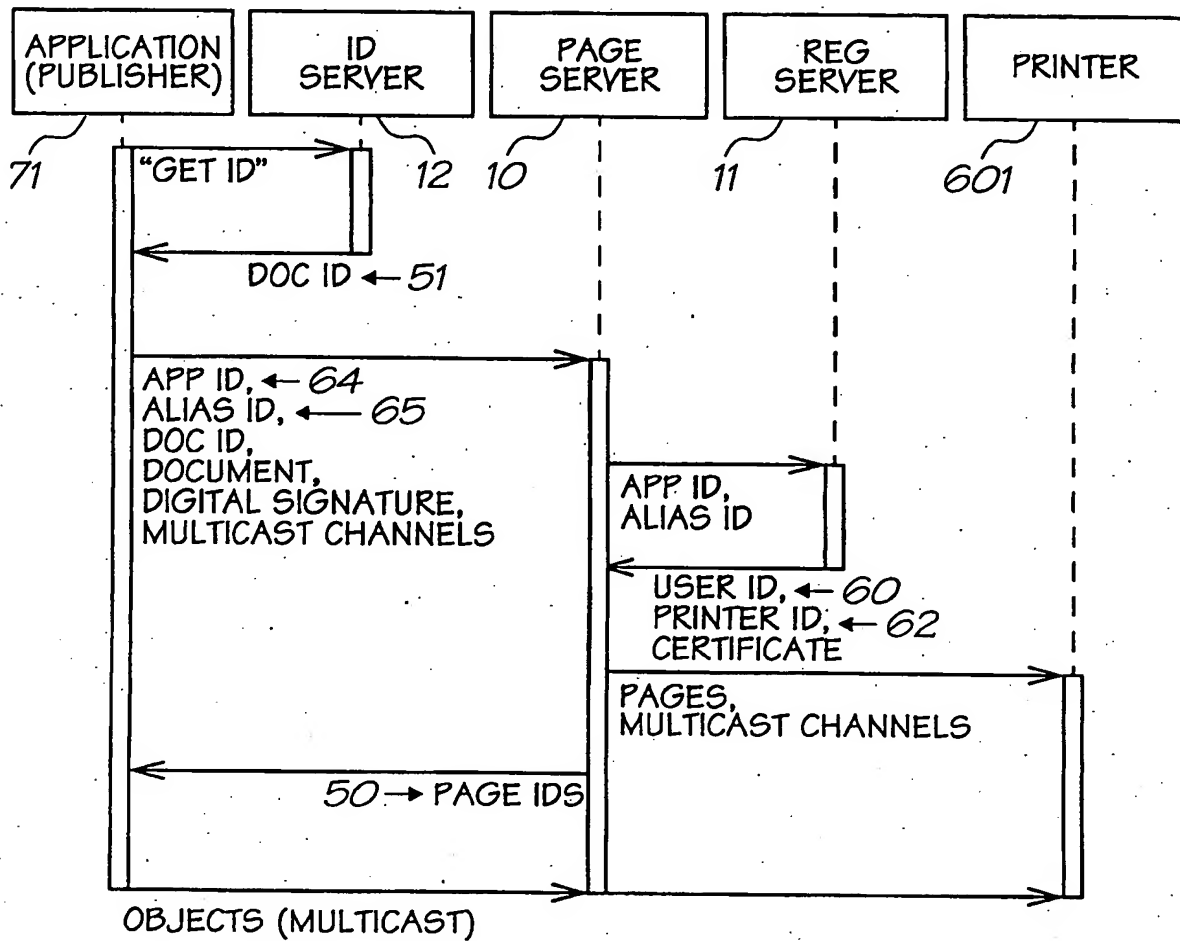 APPLICATION
(PUBLISHER)
ID
SERVER
PAGE
SERVER
REG
SERVER
PRINTER
71
12
10
11
601
"GET ID"
DOC ID ← 51
APP ID, ← 64
ALIAS ID, ← 65
DOC ID,
DOCUMENT,
DIGITAL SIGNATURE,
MULTICAST CHANNELS
APP ID,
ALIAS ID
USER ID, ← 60
PRINTER ID, ← 62
CERTIFICATE
PAGES,
MULTICAST CHANNELS
50 → PAGE IDS
OBJECTS (MULTICAST)